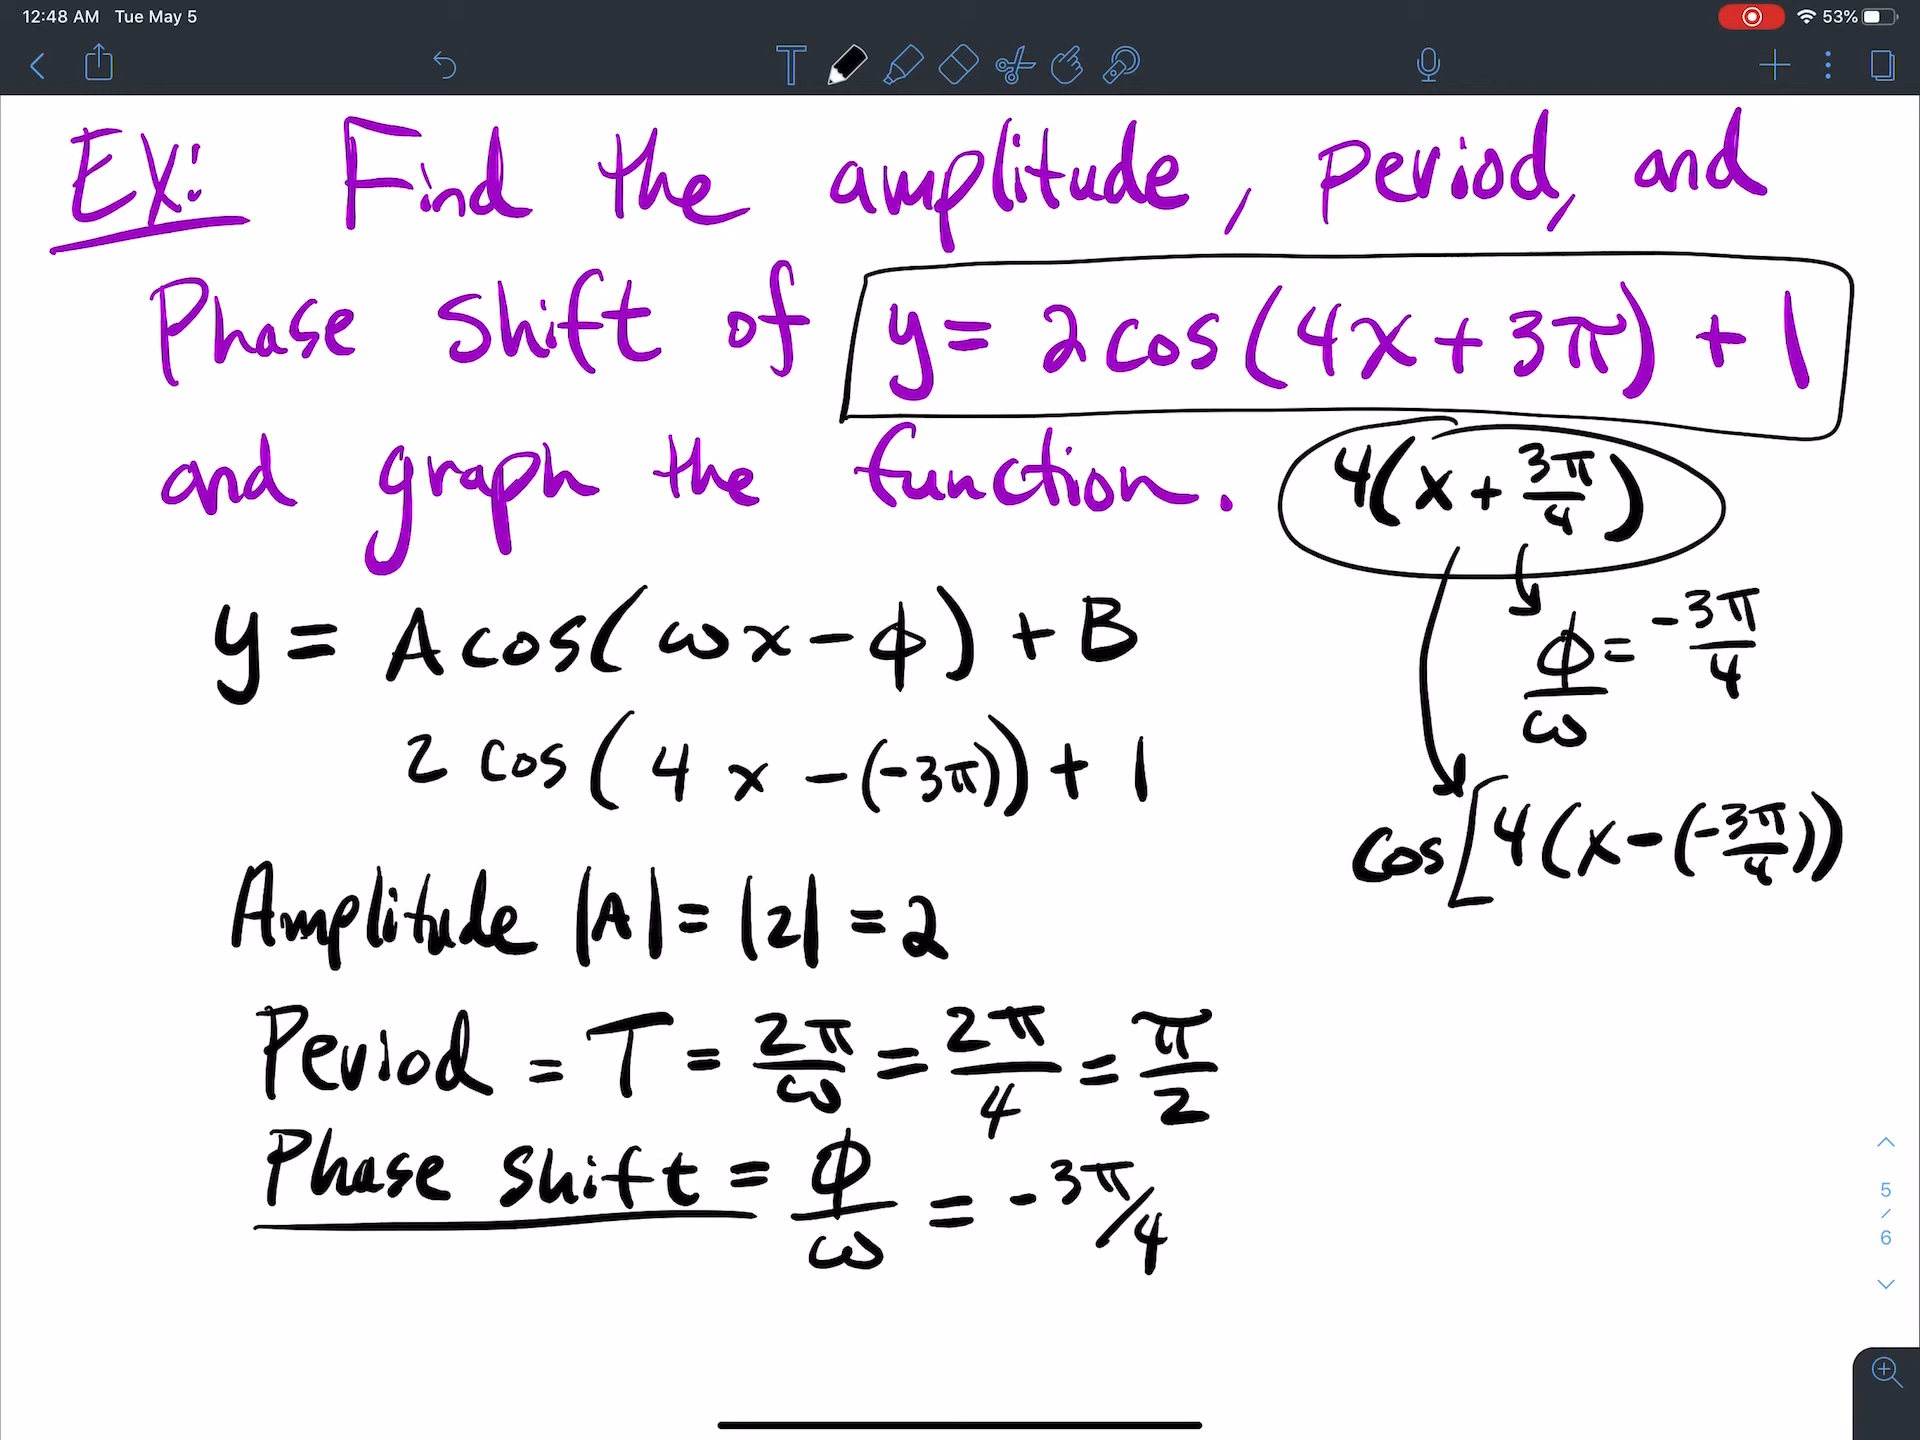 12:48 AM Tue May 5
53%
EX: Find the amplitude, period, and
Phase shift of y = 2cos(4x + 3π) + 1
and graph the function.
4(x + 3π/4)
y = A cos(ωx - ϕ) + B
ϕ/ω = -3π/4
2 cos(4 x - (-3π)) + 1
cos[4(x - (-3π/4))
Amplitude |A| = |2| = 2
Period = T = 2π/ω = 2π/4 = π/2
Phase shift = ϕ/ω = -3π/4
5
/
6